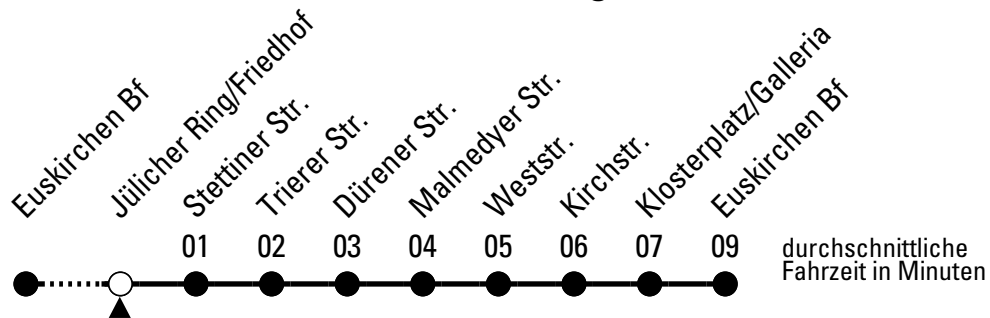 Euskirchen Bf
Jülicher Ring/Friedhof
Stettiner Str.
Trierer Str.
Dürener Str.
Malmedyer Str.
Weststr.
Kirchstr.
Klosterplatz/Galleria
Euskirchen Bf
01 02 03 04 05 06 07 09
durchschnittliche
Fahrzeit in Minuten